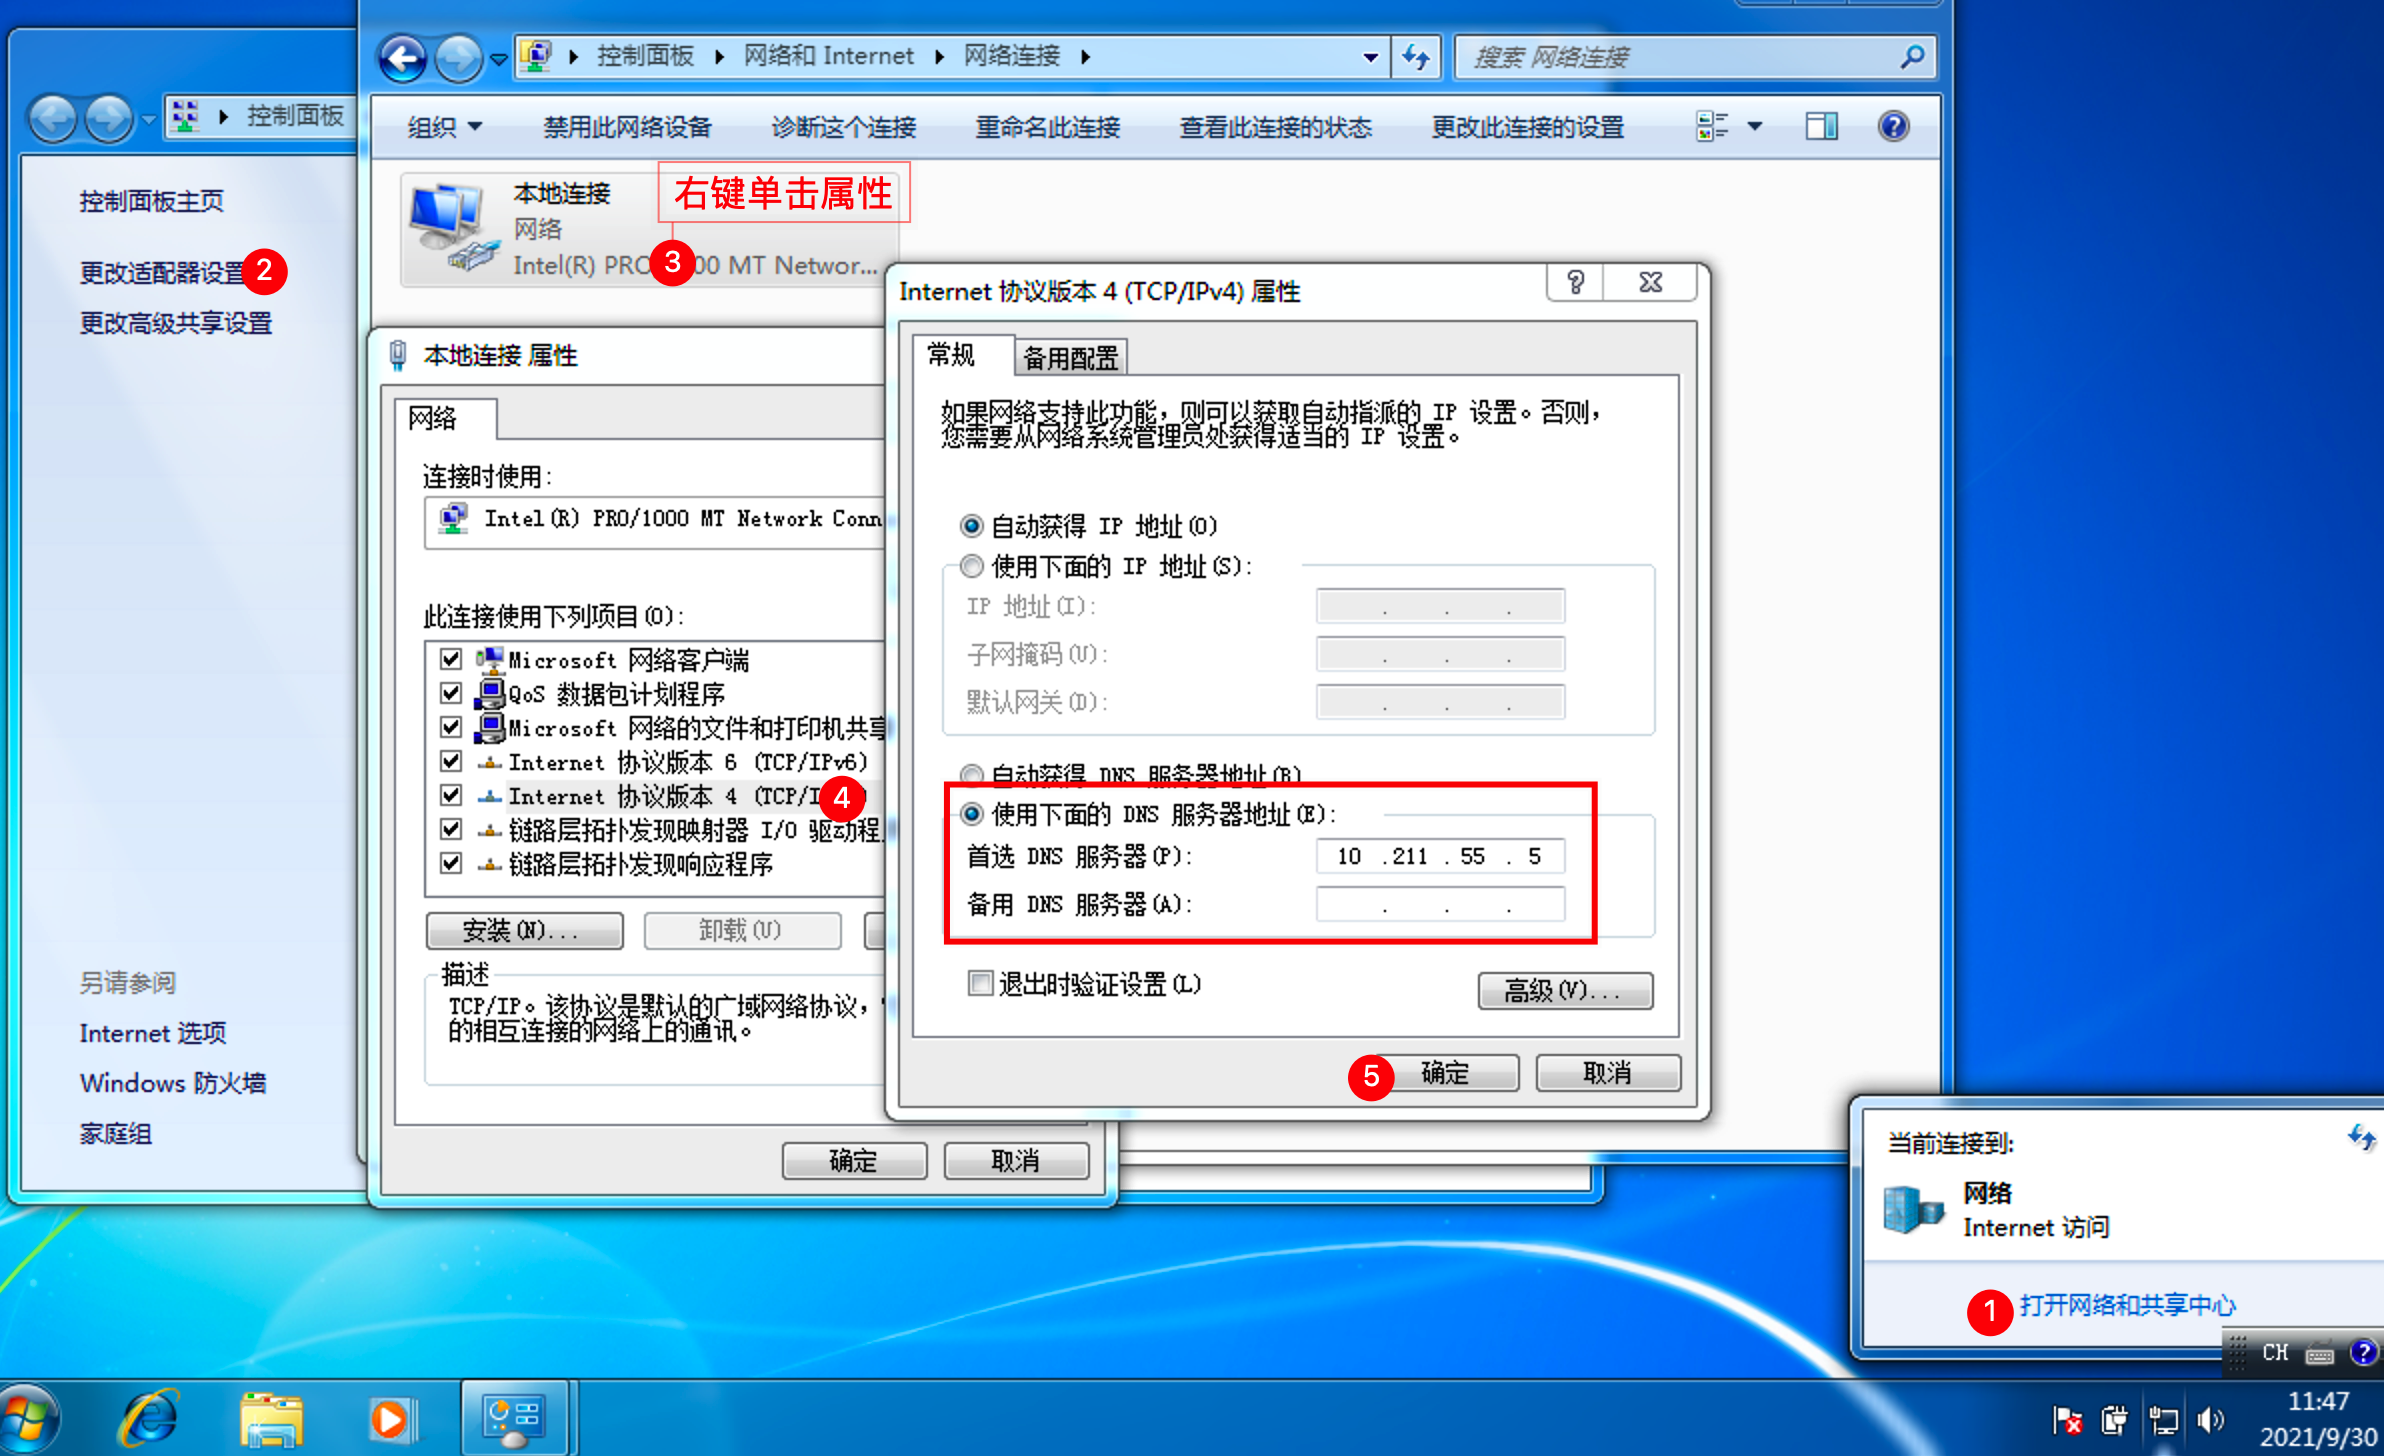 控制面板
控制面板主页
更改适配器设置
2
更改高级共享设置
另请参阅
Internet 选项
Windows 防火墙
家庭组
控制面板
网络和 Internet
网络连接
搜索 网络连接
组织
禁用此网络设备
诊断这个连接
重命名此连接
查看此连接的状态
更改此连接的设置
本地连接
网络
Intel(R) PRO 00 MT Networ...
右键单击属性
3
本地连接 属性
网络
连接时使用:
Intel(R) PRO/1000 MT Network Conn
此连接使用下列项目(O):
Microsoft 网络客户端
QoS 数据包计划程序
Microsoft 网络的文件和打印机共享
Internet 协议版本 6 (TCP/IPv6)
Internet 协议版本 4 (TCP/I
4
链路层拓扑发现映射器 I/O 驱动程
链路层拓扑发现响应程序
安装(N)...
卸载(U)
描述
TCP/IP。该协议是默认的广域网络协议，
的相互连接的网络上的通讯。
确定
取消
Internet 协议版本 4 (TCP/IPv4) 属性
常规
备用配置
如果网络支持此功能，则可以获取自动指派的 IP 设置。否则，
您需要从网络系统管理员处获得适当的 IP 设置。
自动获得 IP 地址(O)
使用下面的 IP 地址(S):
IP 地址(I):
子网掩码(U):
默认网关(D):
自动获得 DNS 服务器地址(B)
使用下面的 DNS 服务器地址(E):
首选 DNS 服务器(P):
10 . 211 . 55 . 5
备用 DNS 服务器(A):
退出时验证设置(L)
高级(V)...
5
确定
取消
当前连接到:
网络
Internet 访问
1
打开网络和共享中心
CH
11:47
2021/9/30